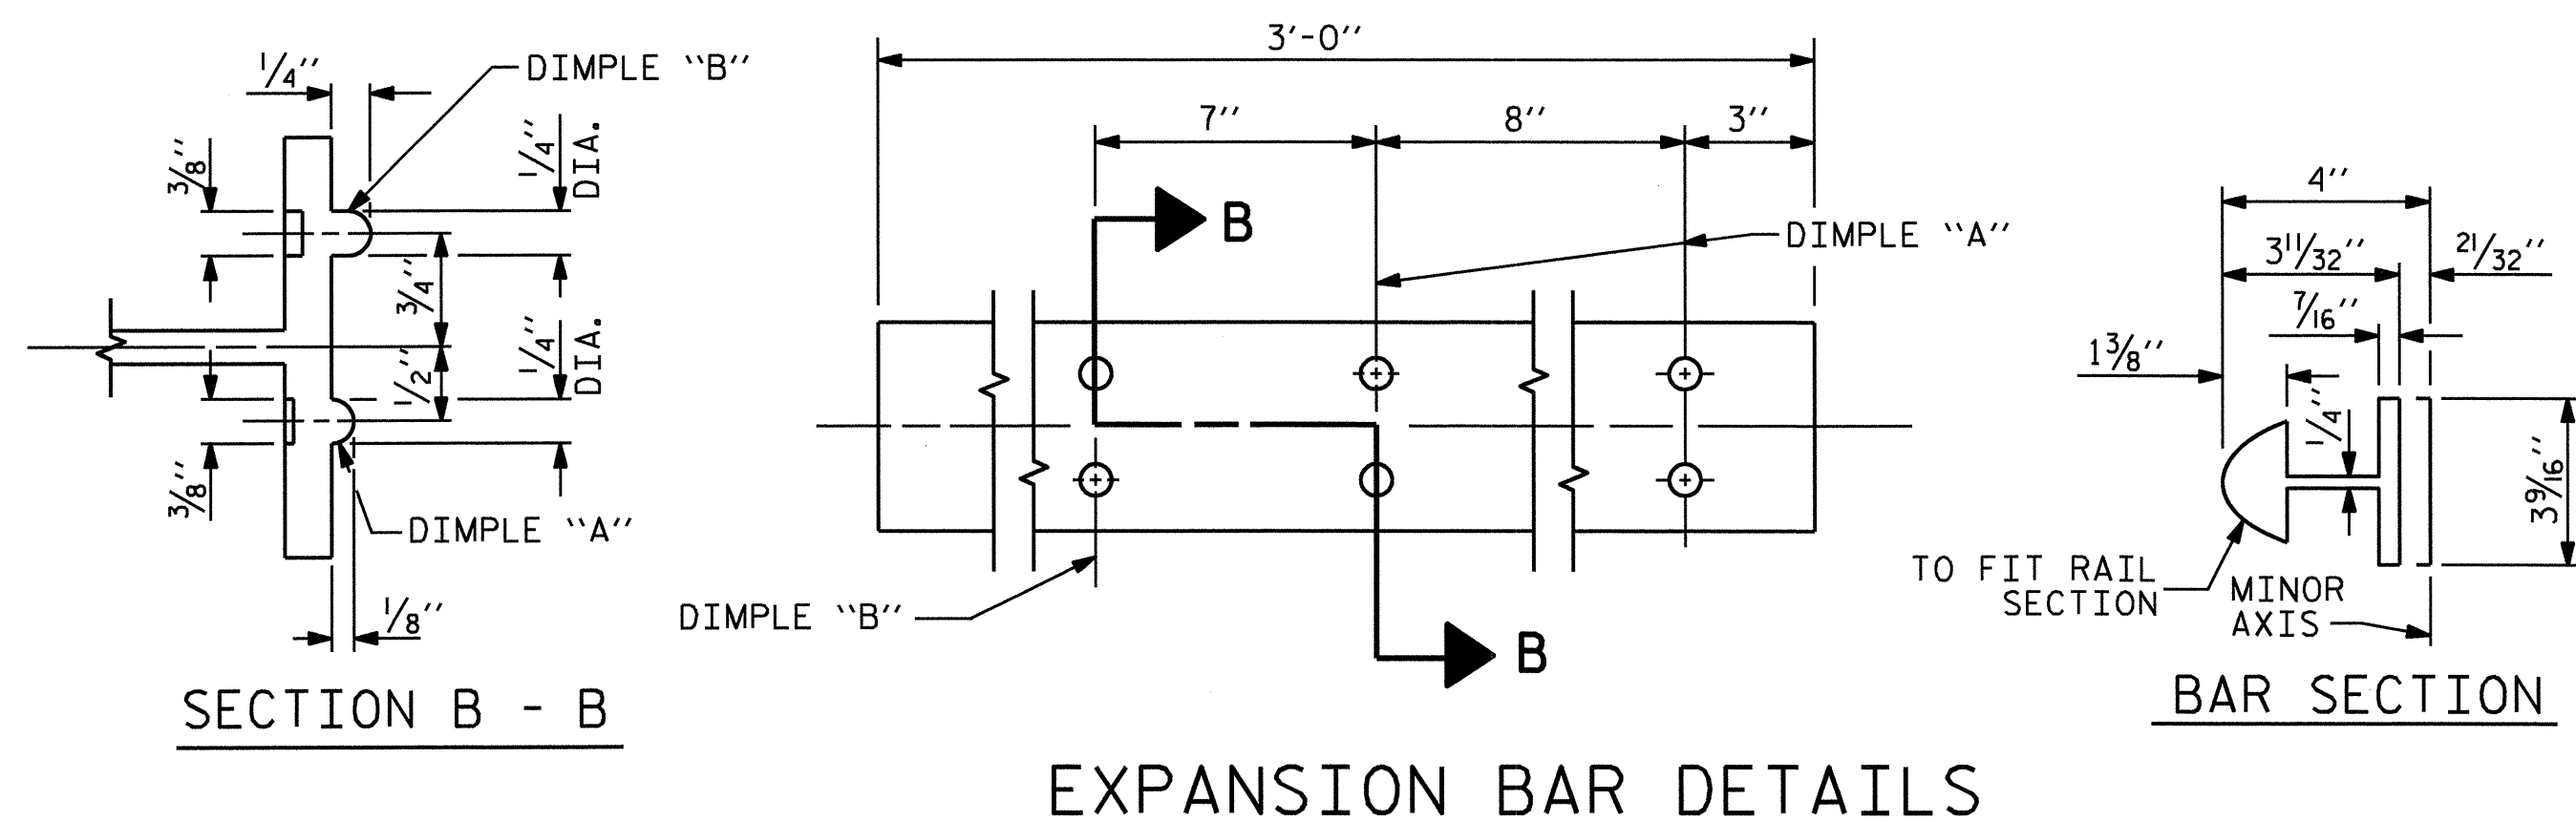 1/4"
DIMPLE "B"
3/8"
1/4"
DIA.
3/4"
1/4"
DIA.
1/2"
3/8"
DIMPLE "A"
1/8"
SECTION B - B
3'-0"
7"
8"
3"
B
DIMPLE "A"
DIMPLE "B"
B
EXPANSION BAR DETAILS
4"
3 11/32"
21/32"
7/16"
1 3/8"
1/4"
3 9/16"
TO FIT RAIL
SECTION
MINOR
AXIS
BAR SECTION